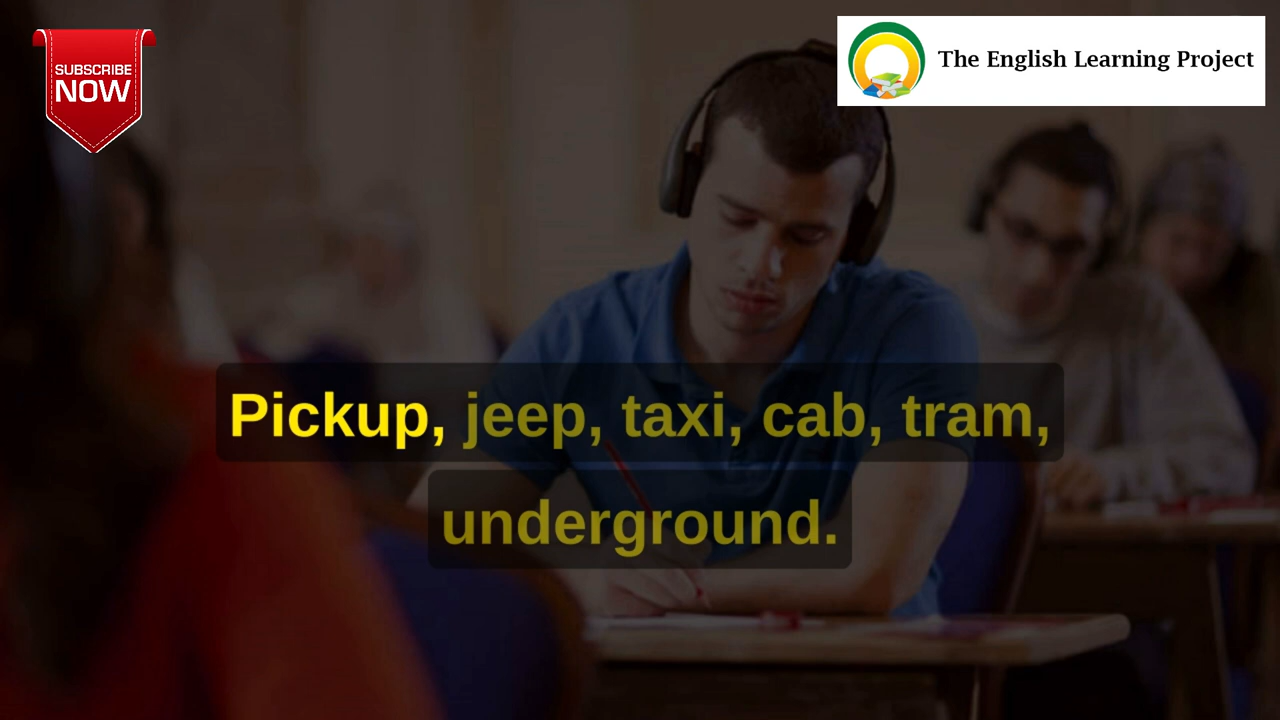 SUBSCRIBE
NOW
The English Learning Project
Pickup, jeep, taxi, cab, tram,
underground.